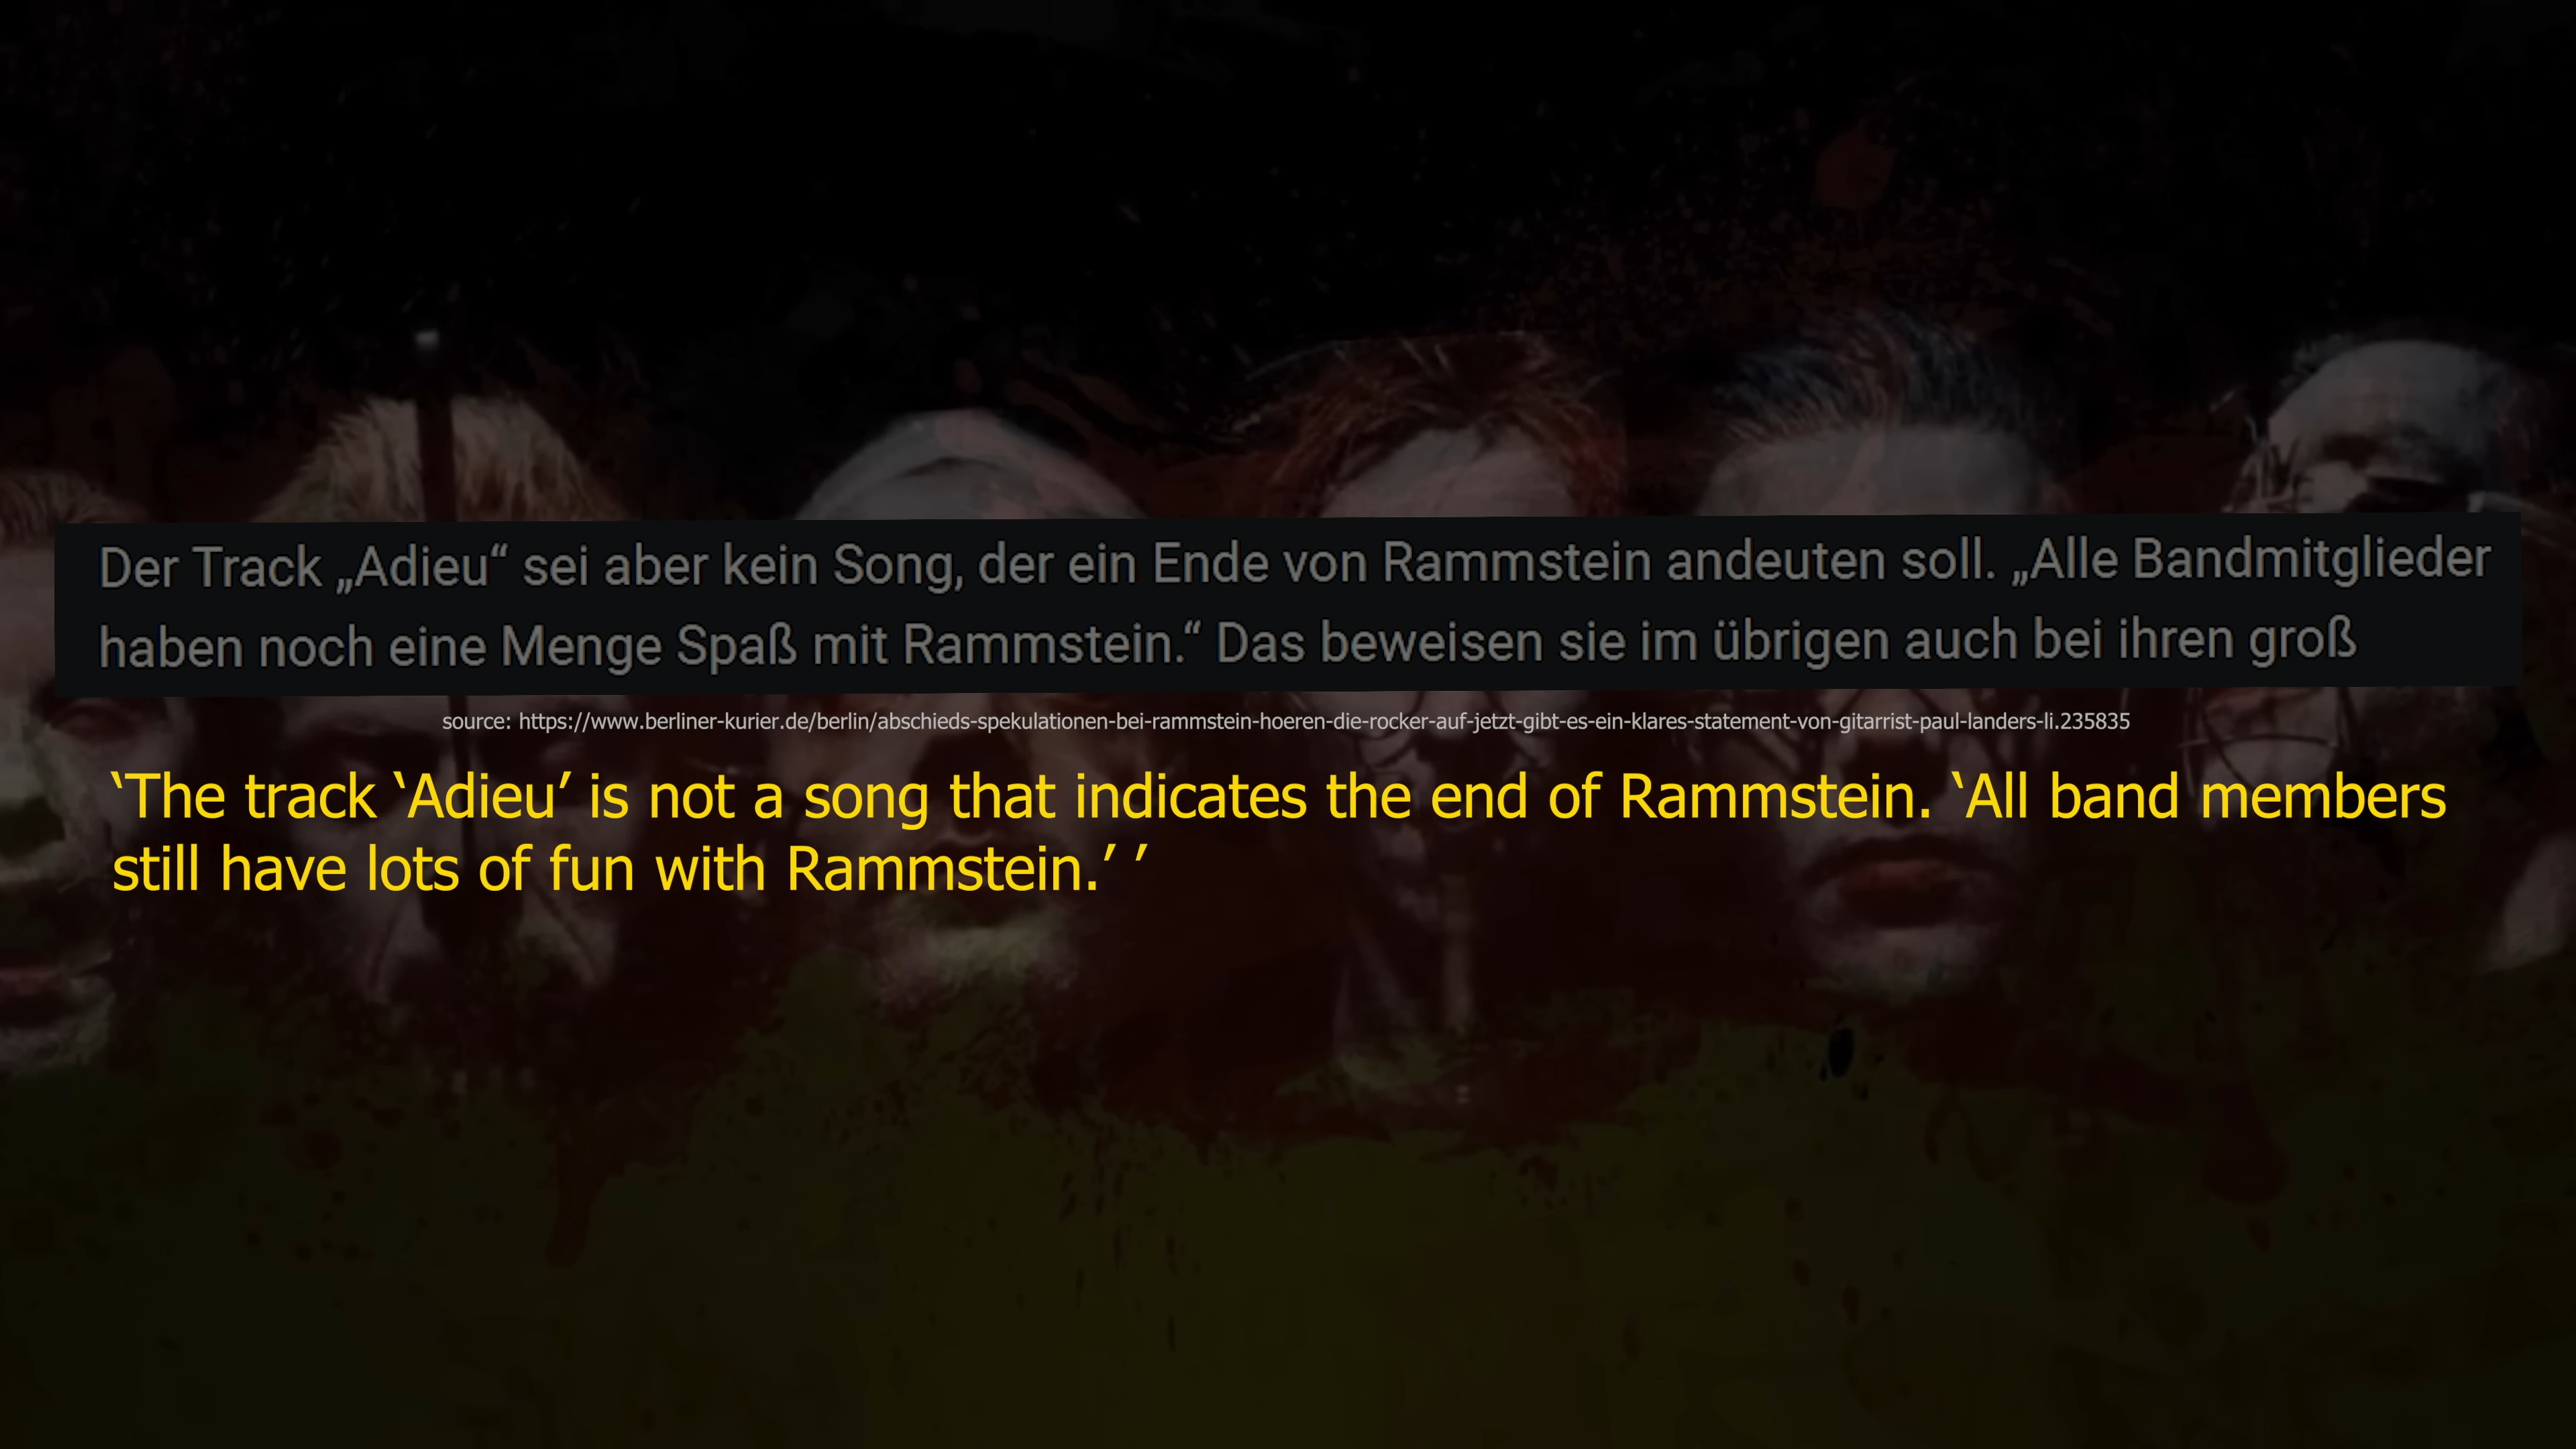 Der Track „Adieu“ sei aber kein Song, der ein Ende von Rammstein andeuten soll. „Alle Bandmitglieder
haben noch eine Menge Spaß mit Rammstein.“ Das beweisen sie im übrigen auch bei ihren groß
source: https://www.berliner-kurier.de/berlin/abschieds-spekulationen-bei-rammstein-hoeren-die-rocker-auf-jetzt-gibt-es-ein-klares-statement-von-gitarrist-paul-landers-li.235835
‘The track ‘Adieu’ is not a song that indicates the end of Rammstein. ‘All band members
still have lots of fun with Rammstein.’ ’